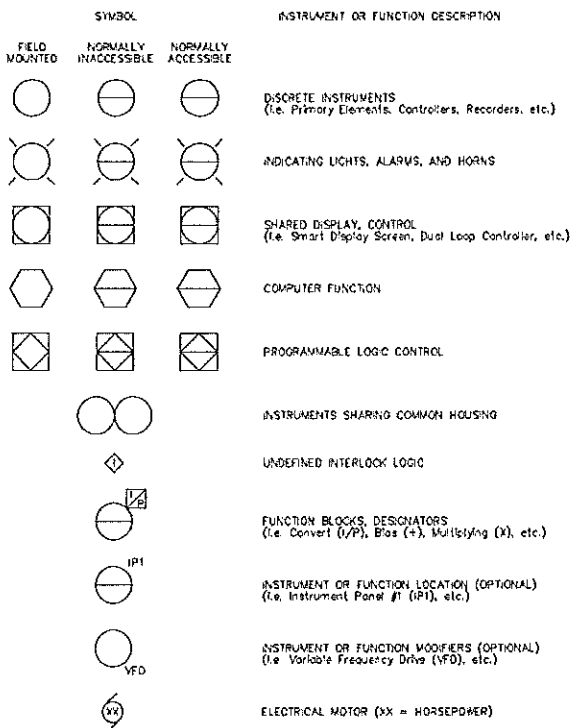 SYMBOL
INSTRUMENT OR FUNCTION DESCRIPTION
FIELD MOUNTED
NORMALLY INACCESSIBLE
NORMALLY ACCESSIBLE
DISCRETE INSTRUMENTS
(i.e. Primary Elements, Controllers, Recorders, etc.)
INDICATING LIGHTS, ALARMS, AND HORNS
SHARED DISPLAY, CONTROL
(i.e. Smart Display Screen, Dual Loop Controller, etc.)
COMPUTER FUNCTION
PROGRAMMABLE LOGIC CONTROL
INSTRUMENTS SHARING COMMON HOUSING
I
UNDEFINED INTERLOCK LOGIC
I/P
FUNCTION BLOCKS, DESIGNATORS
(i.e. Convert (I/P), Bias (+), Multiplying (X), etc.)
IP1
INSTRUMENT OR FUNCTION LOCATION (OPTIONAL)
(i.e. Instrument Panel #1 (IP1), etc.)
VFD
INSTRUMENT OR FUNCTION MODIFIERS (OPTIONAL)
(i.e. Variable Frequency Drive (VFD), etc.)
XX
ELECTRICAL MOTOR (XX = HORSEPOWER)